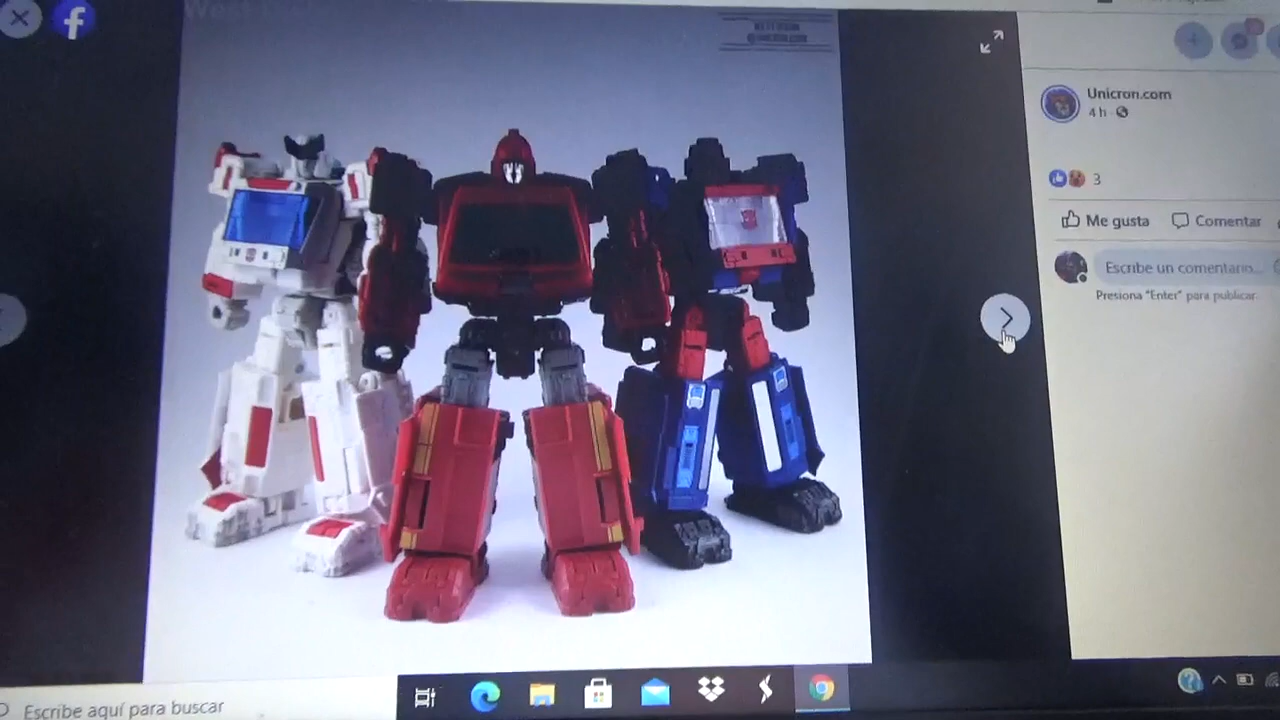 Unicron.com
4 h
3
Me gusta
Comentar
Escribe un comentario...
Presiona "Enter" para publicar.
Escribe aquí para buscar